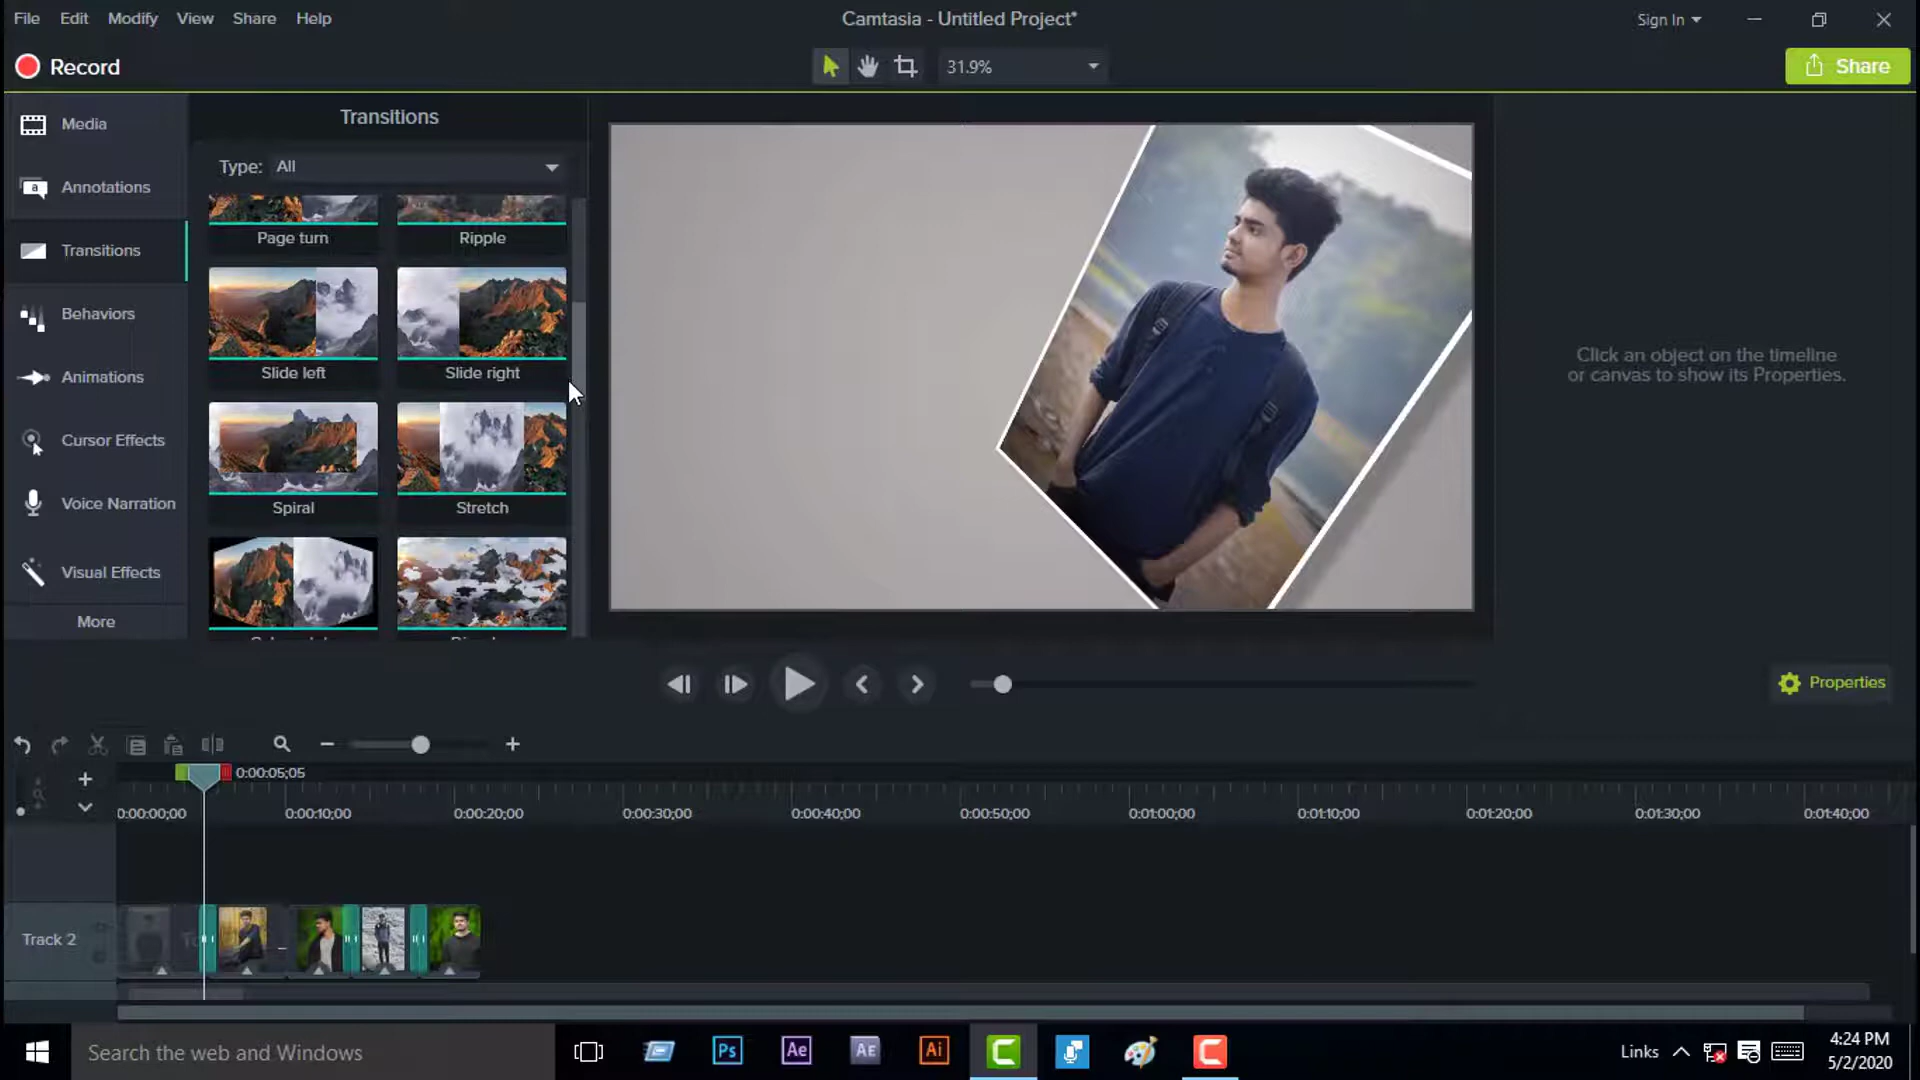 File Edit Modify View Share Help
Camtasia - Untitled Project*
Sign In
Record
31.9%
Share
Media
Annotations
Transitions
Behaviors
Animations
Cursor Effects
Voice Narration
Visual Effects
More
Transitions
Type: All
Page turn Ripple
Slide left Slide right
Spiral Stretch
Click an object on the timeline
or canvas to show its Properties.
Properties
0:00:05;05
0:00:00;00 0:00:10;00 0:00:20;00 0:00:30;00 0:00:40;00 0:00:50;00 0:01:00;00 0:01:10;00 0:01:20;00 0:01:30;00 0:01:40;00
Track 2
Search the web and Windows
Ps Ae AE Ai
Links
4:24 PM
5/2/2020